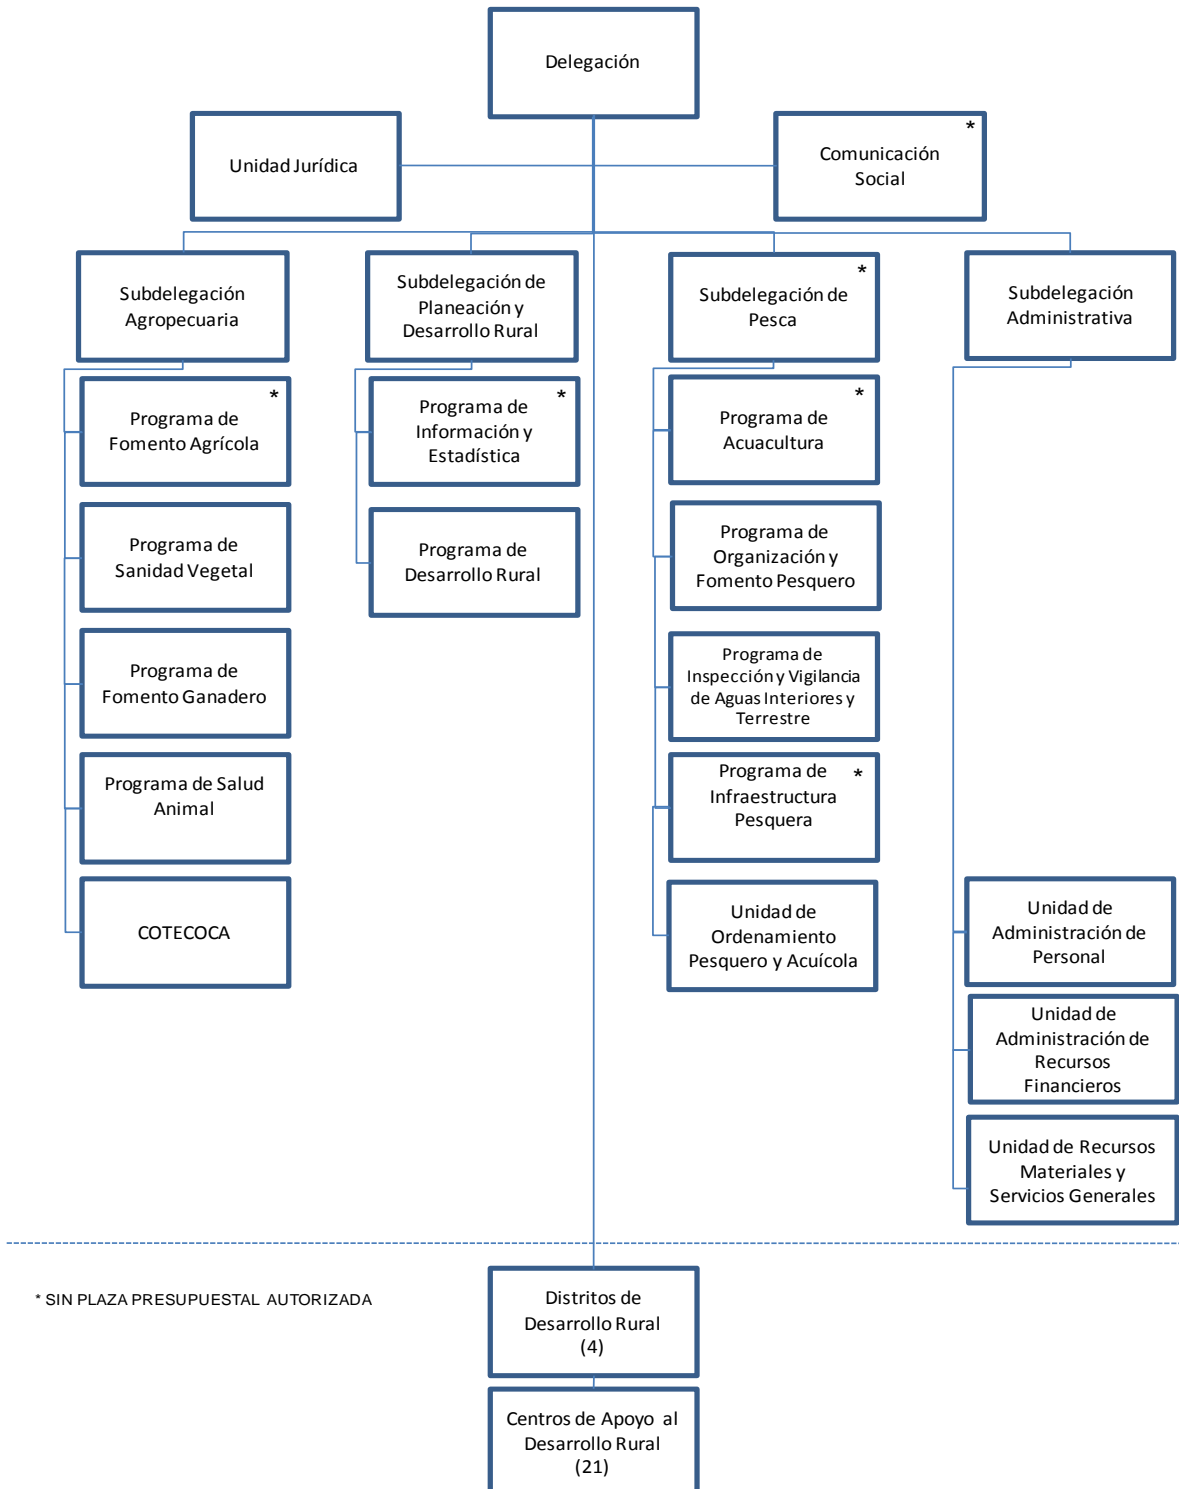 Delegación
Unidad Jurídica
*
Comunicación
Social
Subdelegación
Agropecuaria
Subdelegación de
Planeación y
Desarrollo Rural
*
Subdelegación de
Pesca
Subdelegación
Administrativa
*
Programa de
Fomento Agrícola
Programa de
Sanidad Vegetal
Programa de
Fomento Ganadero
Programa de Salud
Animal
COTECOCA
*
Programa de
Información y
Estadística
Programa de
Desarrollo Rural
*
Programa de
Acuacultura
Programa de
Organización y
Fomento Pesquero
Programa de
Inspección y Vigilancia
de Aguas Interiores y
Terrestre
Programa de *
Infraestructura
Pesquera
Unidad de
Ordenamiento
Pesquero y Acuícola
Unidad de
Administración de
Personal
Unidad de
Administración de
Recursos
Financieros
Unidad de Recursos
Materiales y
Servicios Generales
* SIN PLAZA PRESUPUESTAL AUTORIZADA
Distritos de
Desarrollo Rural
(4)
Centros de Apoyo al
Desarrollo Rural
(21)